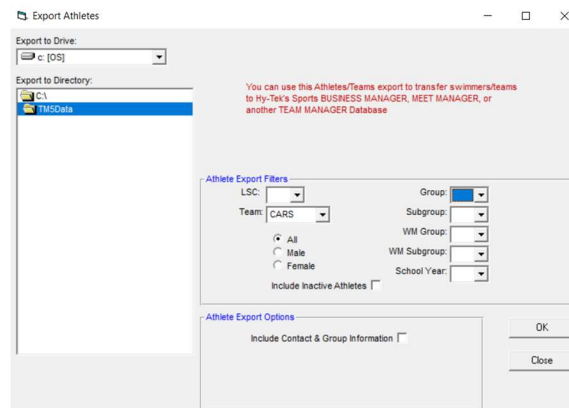 Export Athletes
Export to Drive:
c: [OS]
Export to Directory:
C:\
TM5Data
You can use this Athletes/Teams export to transfer swimmers/teams
to Hy-Tek's Sports BUSINESS MANAGER, MEET MANAGER, or
another TEAM MANAGER Database
Athlete Export Filters
LSC:
Team: CARS
All
Male
Female
Include Inactive Athletes
Group:
Subgroup:
WM Group:
WM Subgroup:
School Year:
Athlete Export Options
Include Contact & Group Information
OK
Close